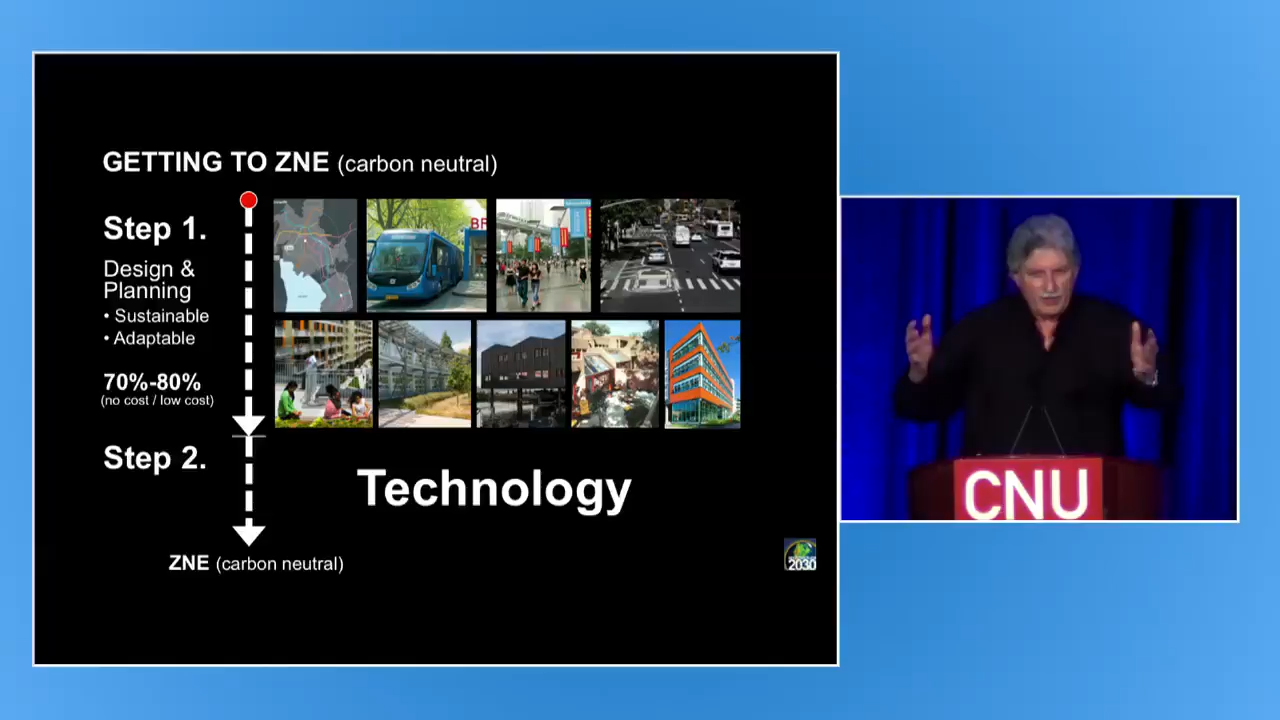 GETTING TO ZNE (carbon neutral)
Step 1.
Design &
Planning
• Sustainable
• Adaptable
70%-80%
(no cost / low cost)
Step 2.
Technology
ZNE (carbon neutral)
2030
CNU